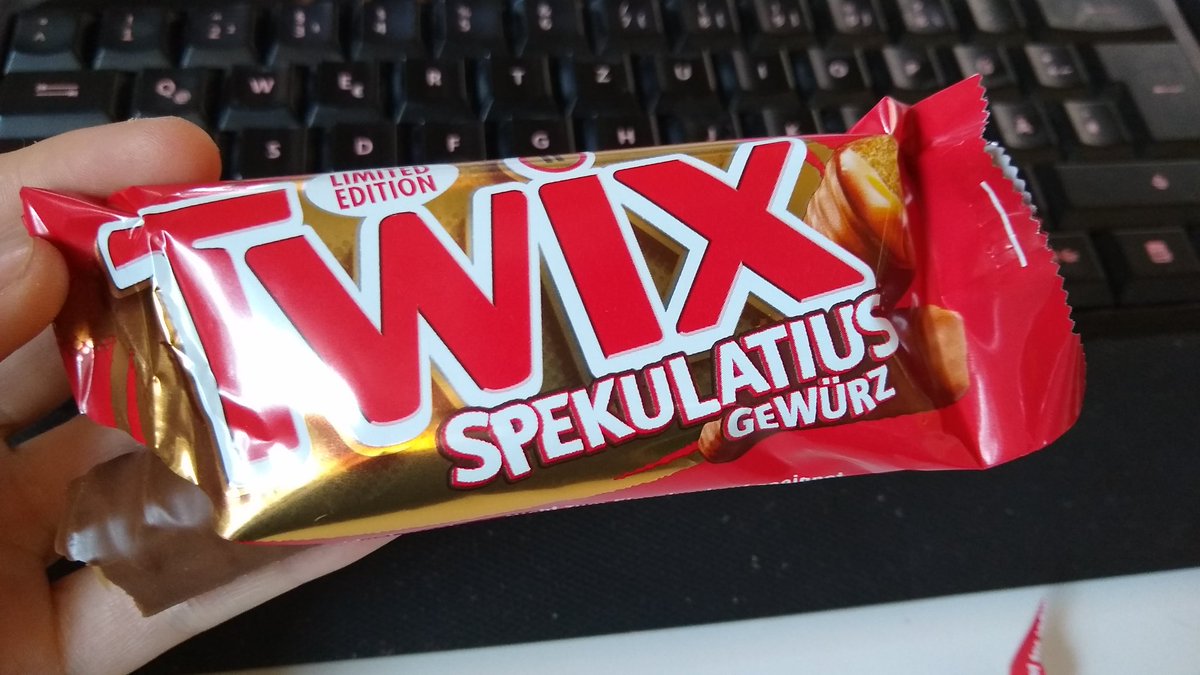 W E € R T Z U I O
S D F G H
LIMITED
EDITION
TWIX
SPEKULATIUS
GEWÜRZ